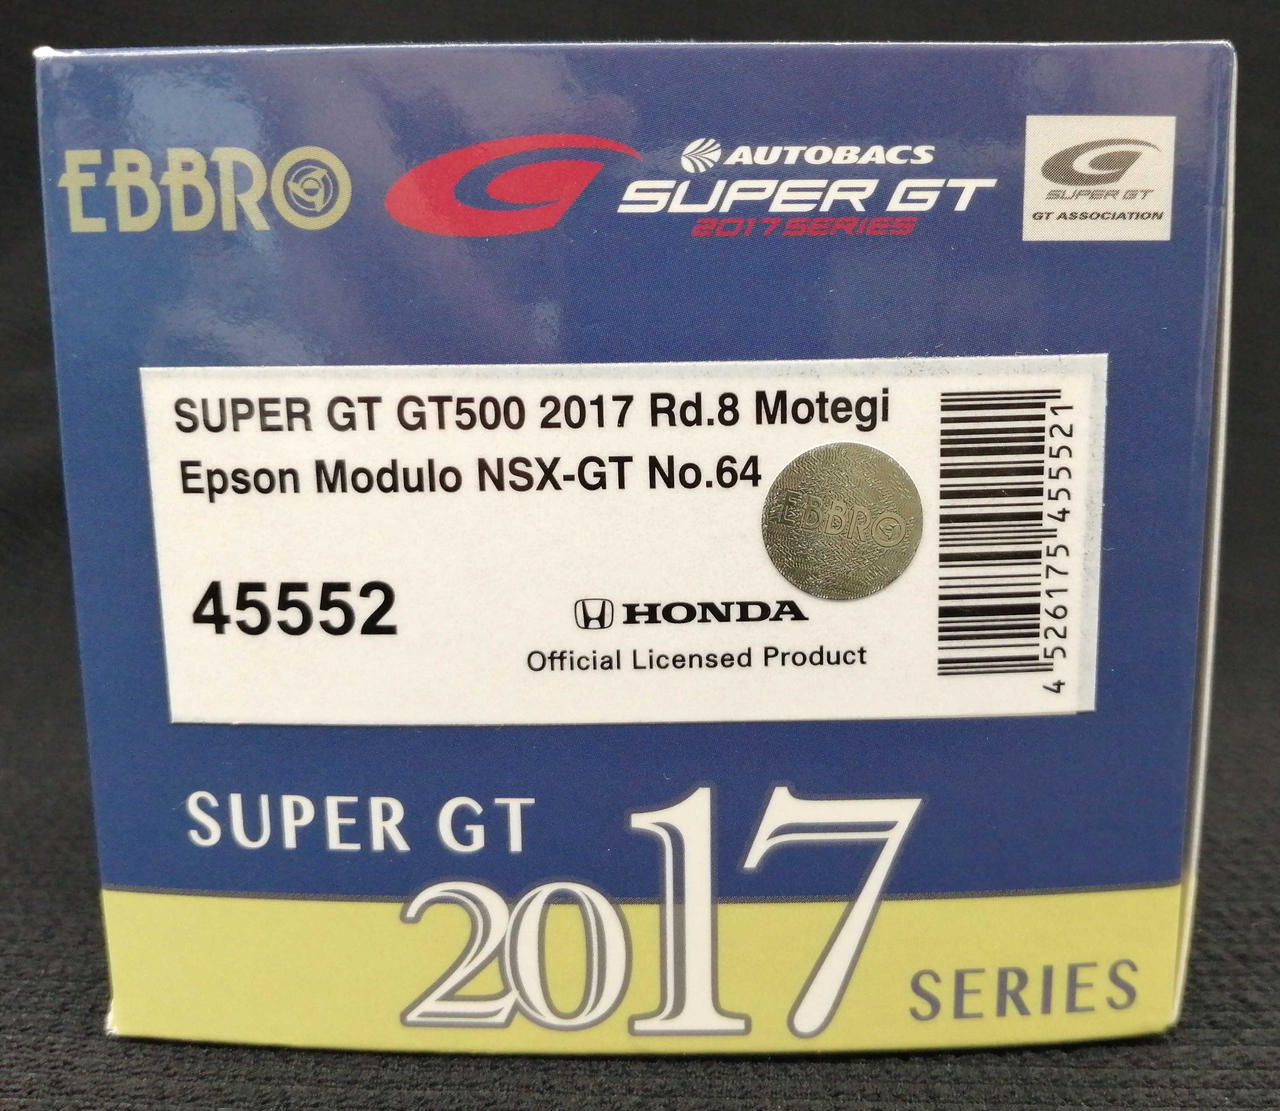 EBBRO
AUTOBACS
SUPER GT
2017 SERIES
SUPER GT
GT ASSOCIATION
SUPER GT GT500 2017 Rd.8 Motegi
Epson Modulo NSX-GT No.64
EBBRO
45552
HONDA
Official Licensed Product
4 526175 455521
SUPER GT
2017
SERIES